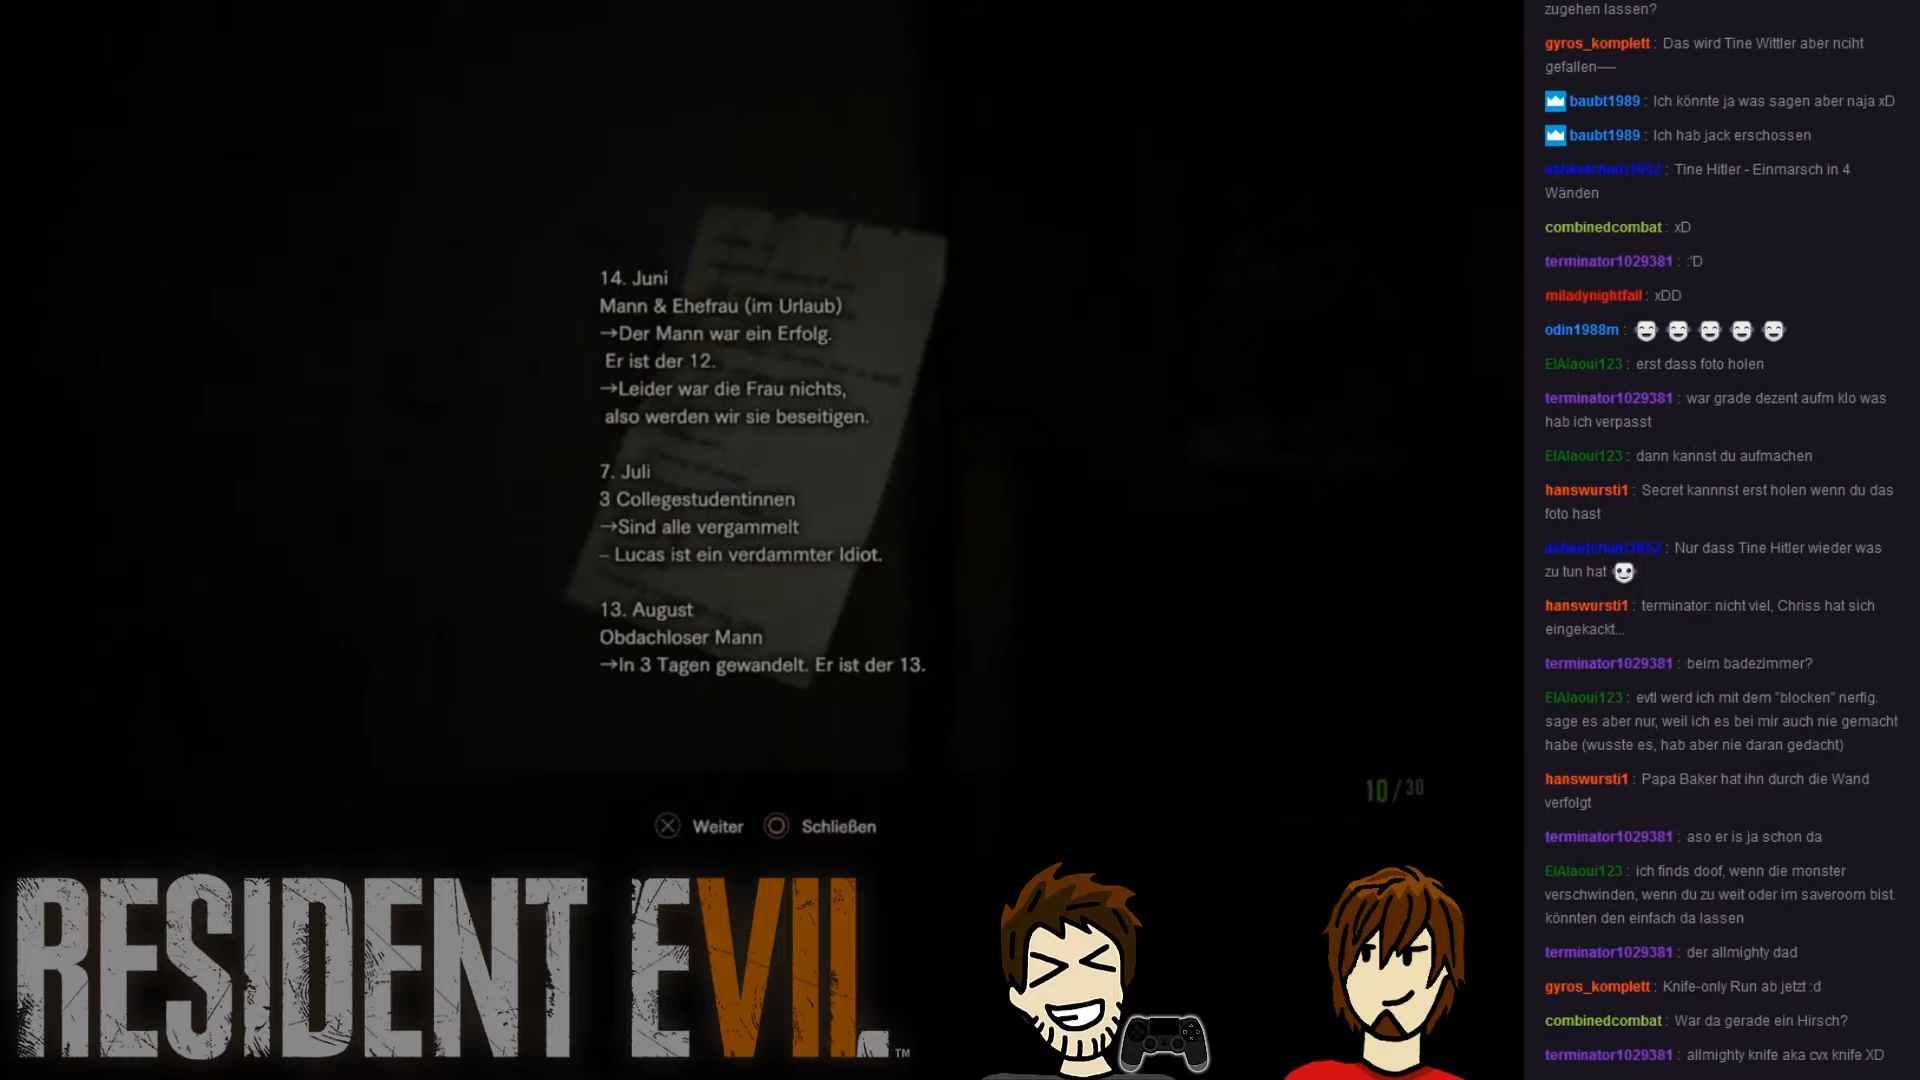 14. Juni
Mann & Ehefrau (im Urlaub)
→Der Mann war ein Erfolg.
Er ist der 12.
→Leider war die Frau nichts,
also werden wir sie beseitigen.
7. Juli
3 Collegestudentinnen
→Sind alle vergammelt
– Lucas ist ein verdammter Idiot.
13. August
Obdachloser Mann
→In 3 Tagen gewandelt. Er ist der 13.
10/30
Weiter Schließen
RESIDENT EVII.™
zugehen lassen?
gyros_komplett : Das wird Tine Wittler aber nciht
gefallen----
baubt1989 : Ich könnte ja was sagen aber naja xD
baubt1989 : Ich hab jack erschossen
ashketchum3052 : Tine Hitler - Einmarsch in 4
Wänden
combinedcombat : xD
terminator1029381 : :'D
miladynightfall : xDD
odin1988m :
ElAlaoui123 : erst dass foto holen
terminator1029381 : war grade dezent aufm klo was
hab ich verpasst
ElAlaoui123 : dann kannst du aufmachen
hanswursti1 : Secret kannnst erst holen wenn du das
foto hast
ashketchum3052 : Nur dass Tine Hitler wieder was
zu tun hat
hanswursti1 : terminator: nicht viel, Chriss hat sich
eingekackt...
terminator1029381 : beim badezimmer?
ElAlaoui123 : evtl werd ich mit dem "blocken" nerfig.
sage es aber nur, weil ich es bei mir auch nie gemacht
habe (wusste es, hab aber nie daran gedacht)
hanswursti1 : Papa Baker hat ihn durch die Wand
verfolgt
terminator1029381 : aso er is ja schon da
ElAlaoui123 : ich finds doof, wenn die monster
verschwinden, wenn du zu weit oder im saveroom bist.
könnten den einfach da lassen
terminator1029381 : der allmighty dad
gyros_komplett : Knife-only Run ab jetzt :d
combinedcombat : War da gerade ein Hirsch?
terminator1029381 : allmighty knife aka cvx knife XD